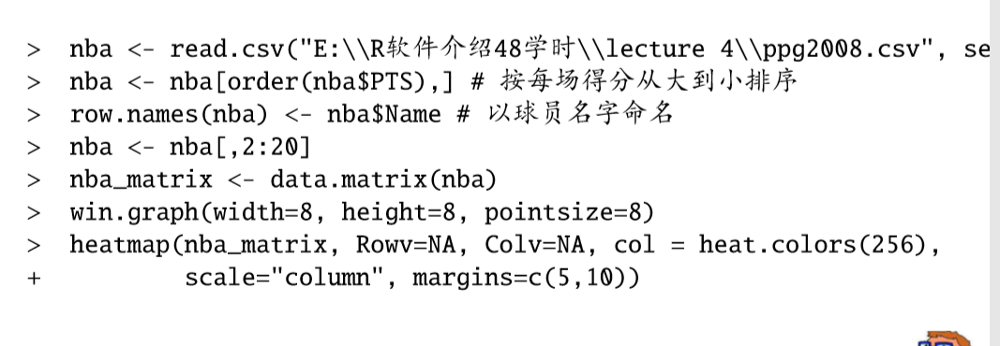 > nba <- read.csv("E:\\R软件介绍48学时\\lecture 4\\ppg2008.csv", se
> nba <- nba[order(nba$PTS),] # 按每场得分从大到小排序
> row.names(nba) <- nba$Name # 以球员名字命名
> nba <- nba[,2:20]
> nba_matrix <- data.matrix(nba)
> win.graph(width=8, height=8, pointsize=8)
> heatmap(nba_matrix, Rowv=NA, Colv=NA, col = heat.colors(256),
+ scale="column", margins=c(5,10))